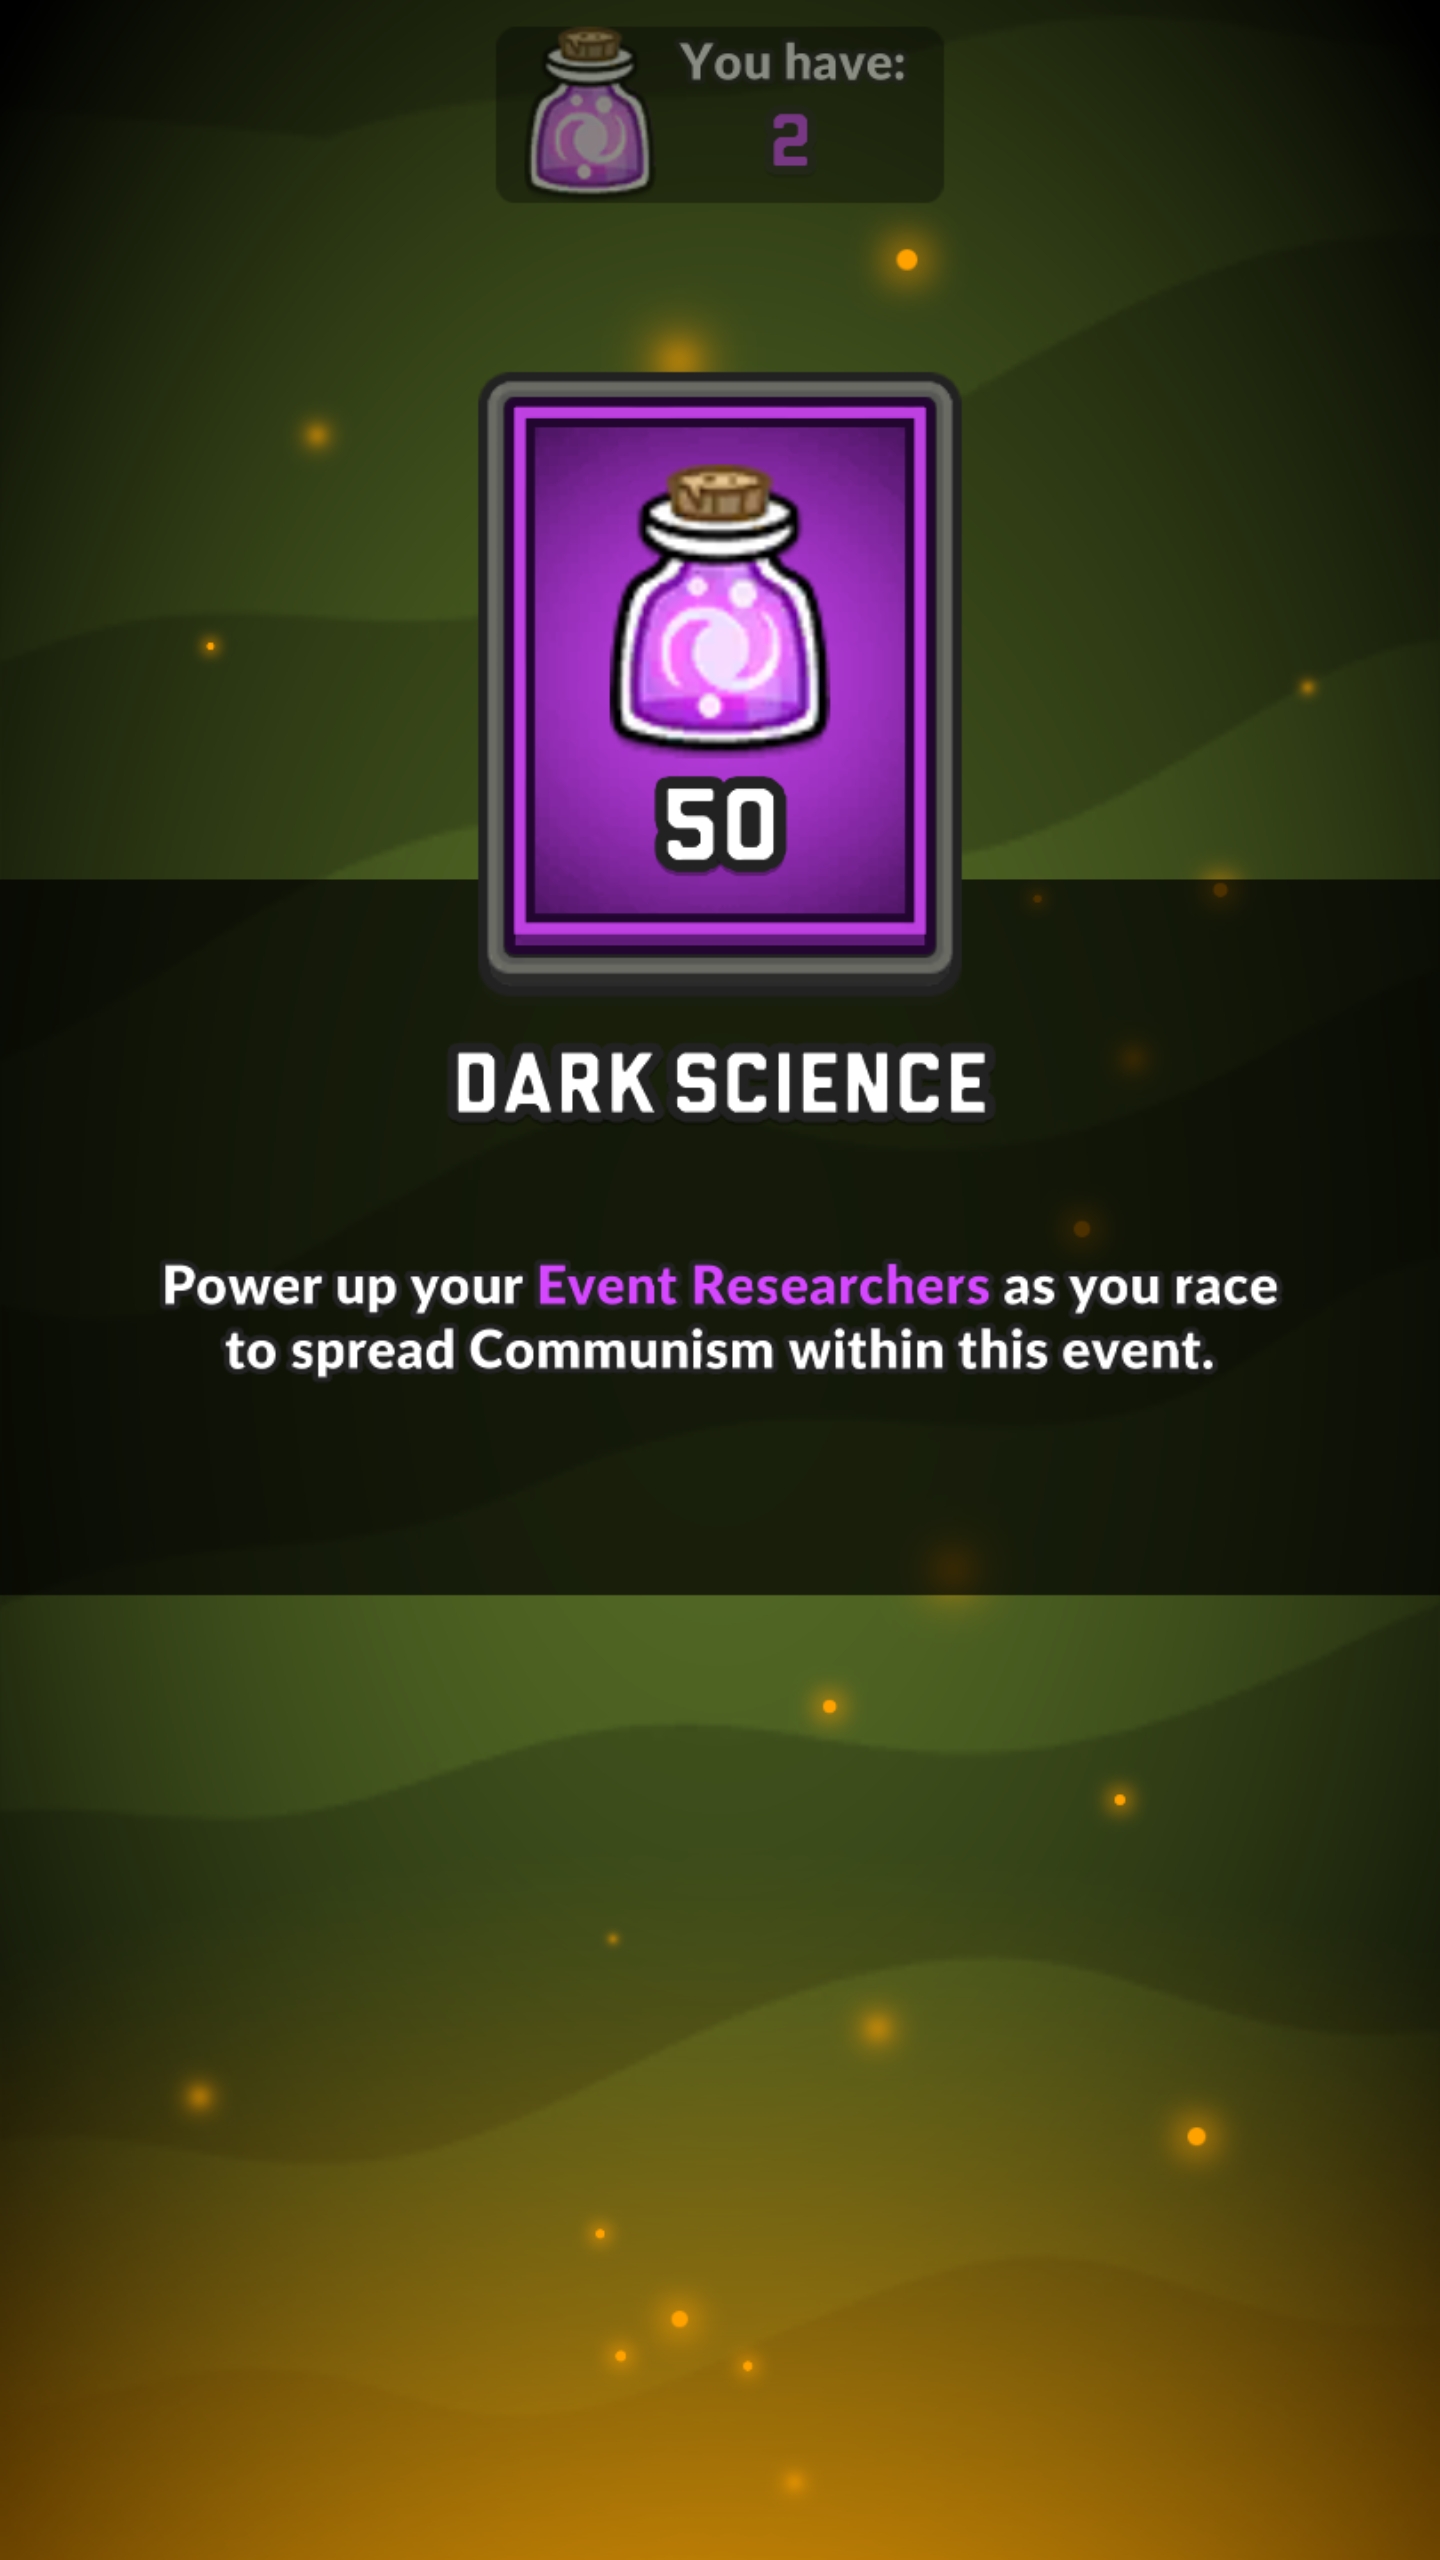 You have:
2
50
DARK SCIENCE
Power up your Event Researchers as you race
to spread Communism within this event.